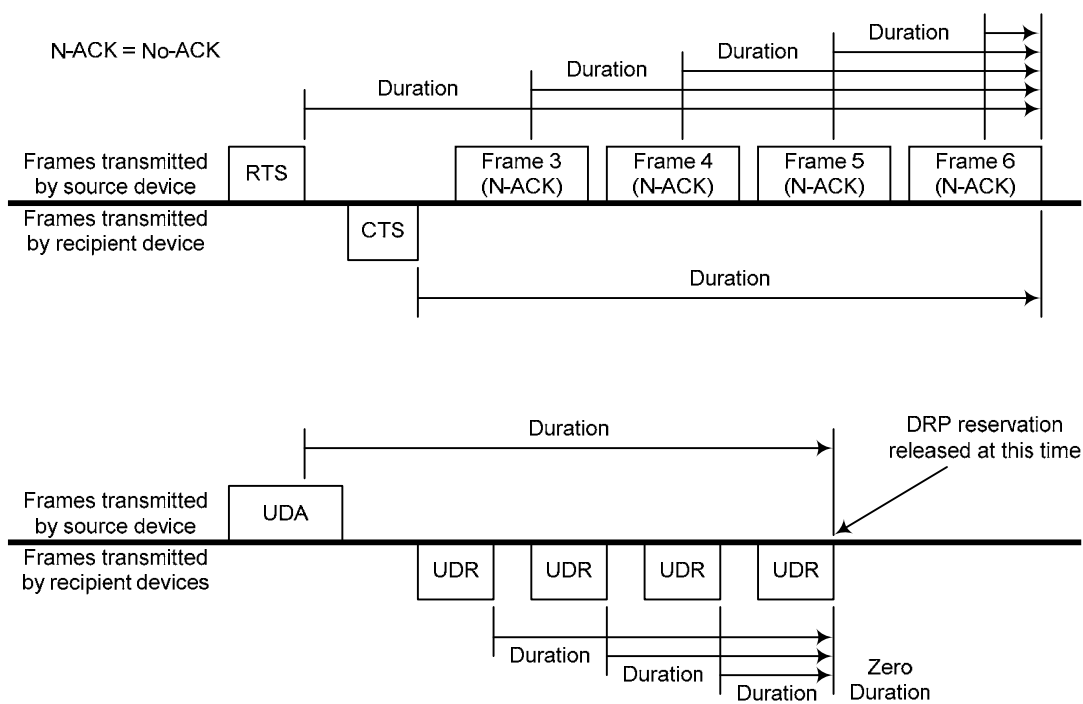 N-ACK = No-ACK
Duration
Duration
Duration
Duration
Frames transmitted
by source device
RTS
Frame 3
(N-ACK)
Frame 4
(N-ACK)
Frame 5
(N-ACK)
Frame 6
(N-ACK)
Frames transmitted
by recipient device
CTS
Duration
Duration
DRP reservation
released at this time
Frames transmitted
by source device
UDA
Frames transmitted
by recipient devices
UDR
UDR
UDR
UDR
Duration
Duration
Duration
Zero
Duration